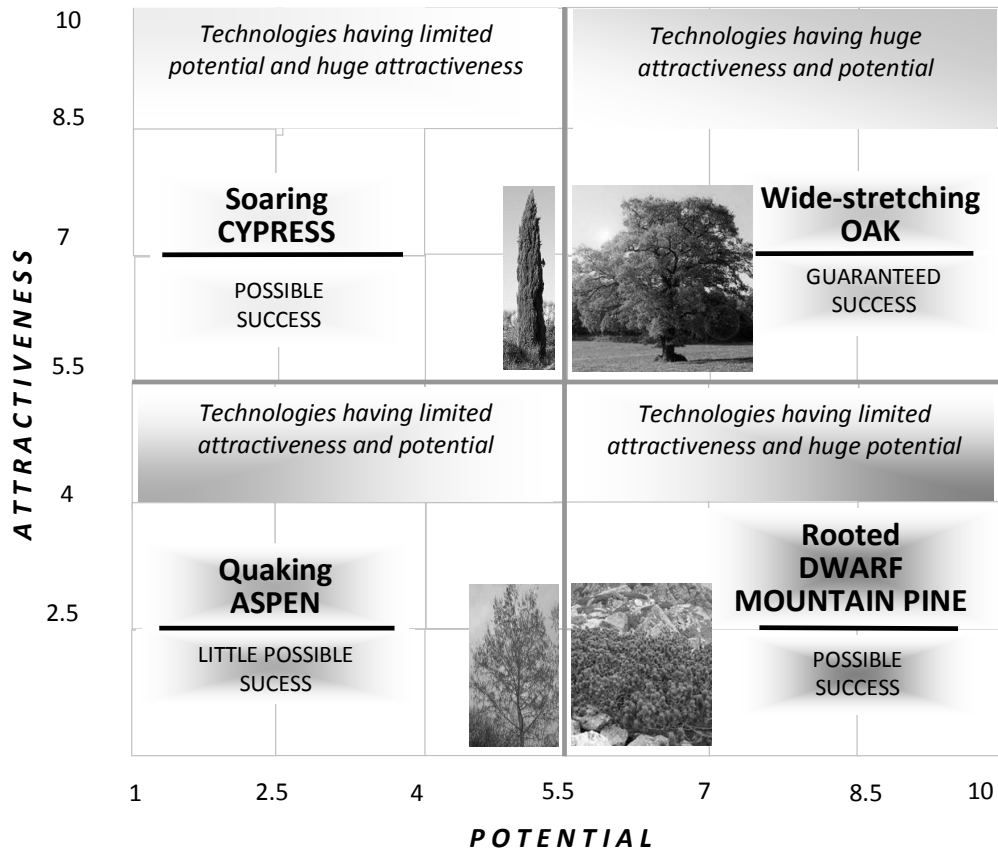 10
Technologies having limited
potential and huge attractiveness
Technologies having huge
attractiveness and potential
8.5
Soaring
CYPRESS
POSSIBLE
SUCCESS
Wide-stretching
OAK
GUARANTEED
SUCCESS
7
5.5
ATTRACTIVENESS
Technologies having limited
attractiveness and potential
Technologies having limited
attractiveness and huge potential
4
Quaking
ASPEN
LITTLE POSSIBLE
SUCESS
Rooted
DWARF
MOUNTAIN PINE
POSSIBLE
SUCCESS
2.5
1
2.5
4
5.5
7
8.5
10
POTENTIAL